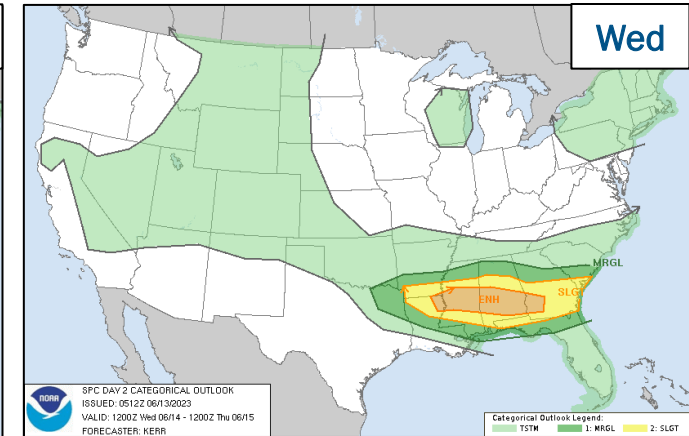 Wed
MRGL
SLG
ENH
NOAA
SPC DAY 2 CATEGORICAL OUTLOOK
ISSUED: 0512Z 06/13/2023
VALID: 1200Z Wed 06/14 - 1200Z Thu 06/15
FORECASTER: KERR
Categorical Outlook Legend:
TSTM 1: MRGL 2: SLGT